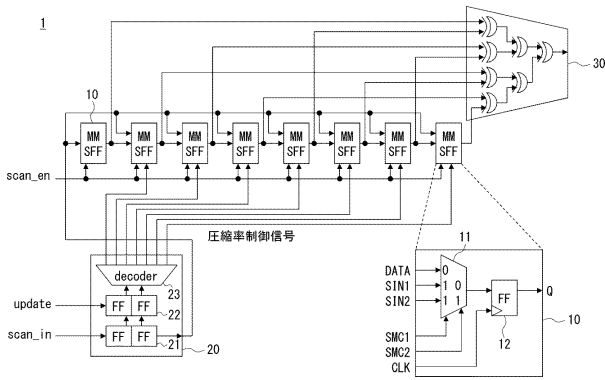 1
30
10
MM SFF
MM SFF
MM SFF
MM SFF
MM SFF
MM SFF
MM SFF
MM SFF
scan_en
圧縮率制御信号
decoder
23
update
FF FF
22
scan_in
FF FF
21
20
11
DATA 0
SIN1 1 0
SIN2 1 1
FF
Q
12
10
SMC1
SMC2
CLK